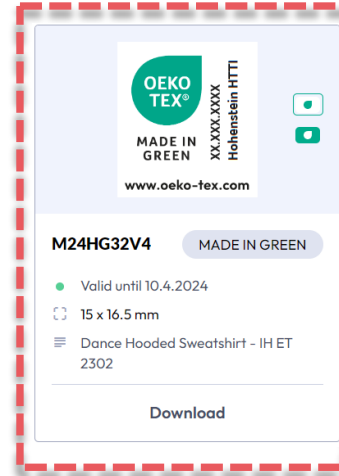 OEKO
TEX®
MADE IN
GREEN
XX.XXX.XXXX
Hohenstein HTTI
www.oeko-tex.com
M24HG32V4
MADE IN GREEN
Valid until 10.4.2024
15 x 16.5 mm
Dance Hooded Sweatshirt - IH ET
2302
Download